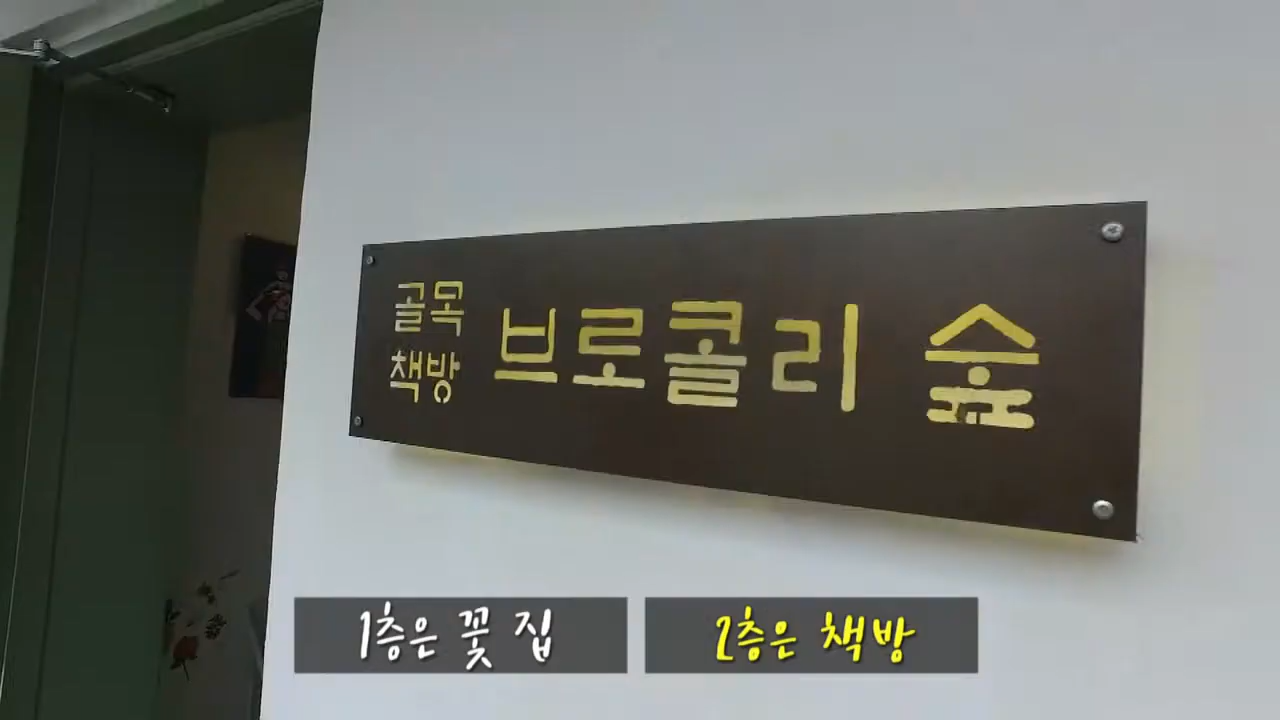 골목
책방
브로콜리 숲
1층은 꽃 집
2층은 책방